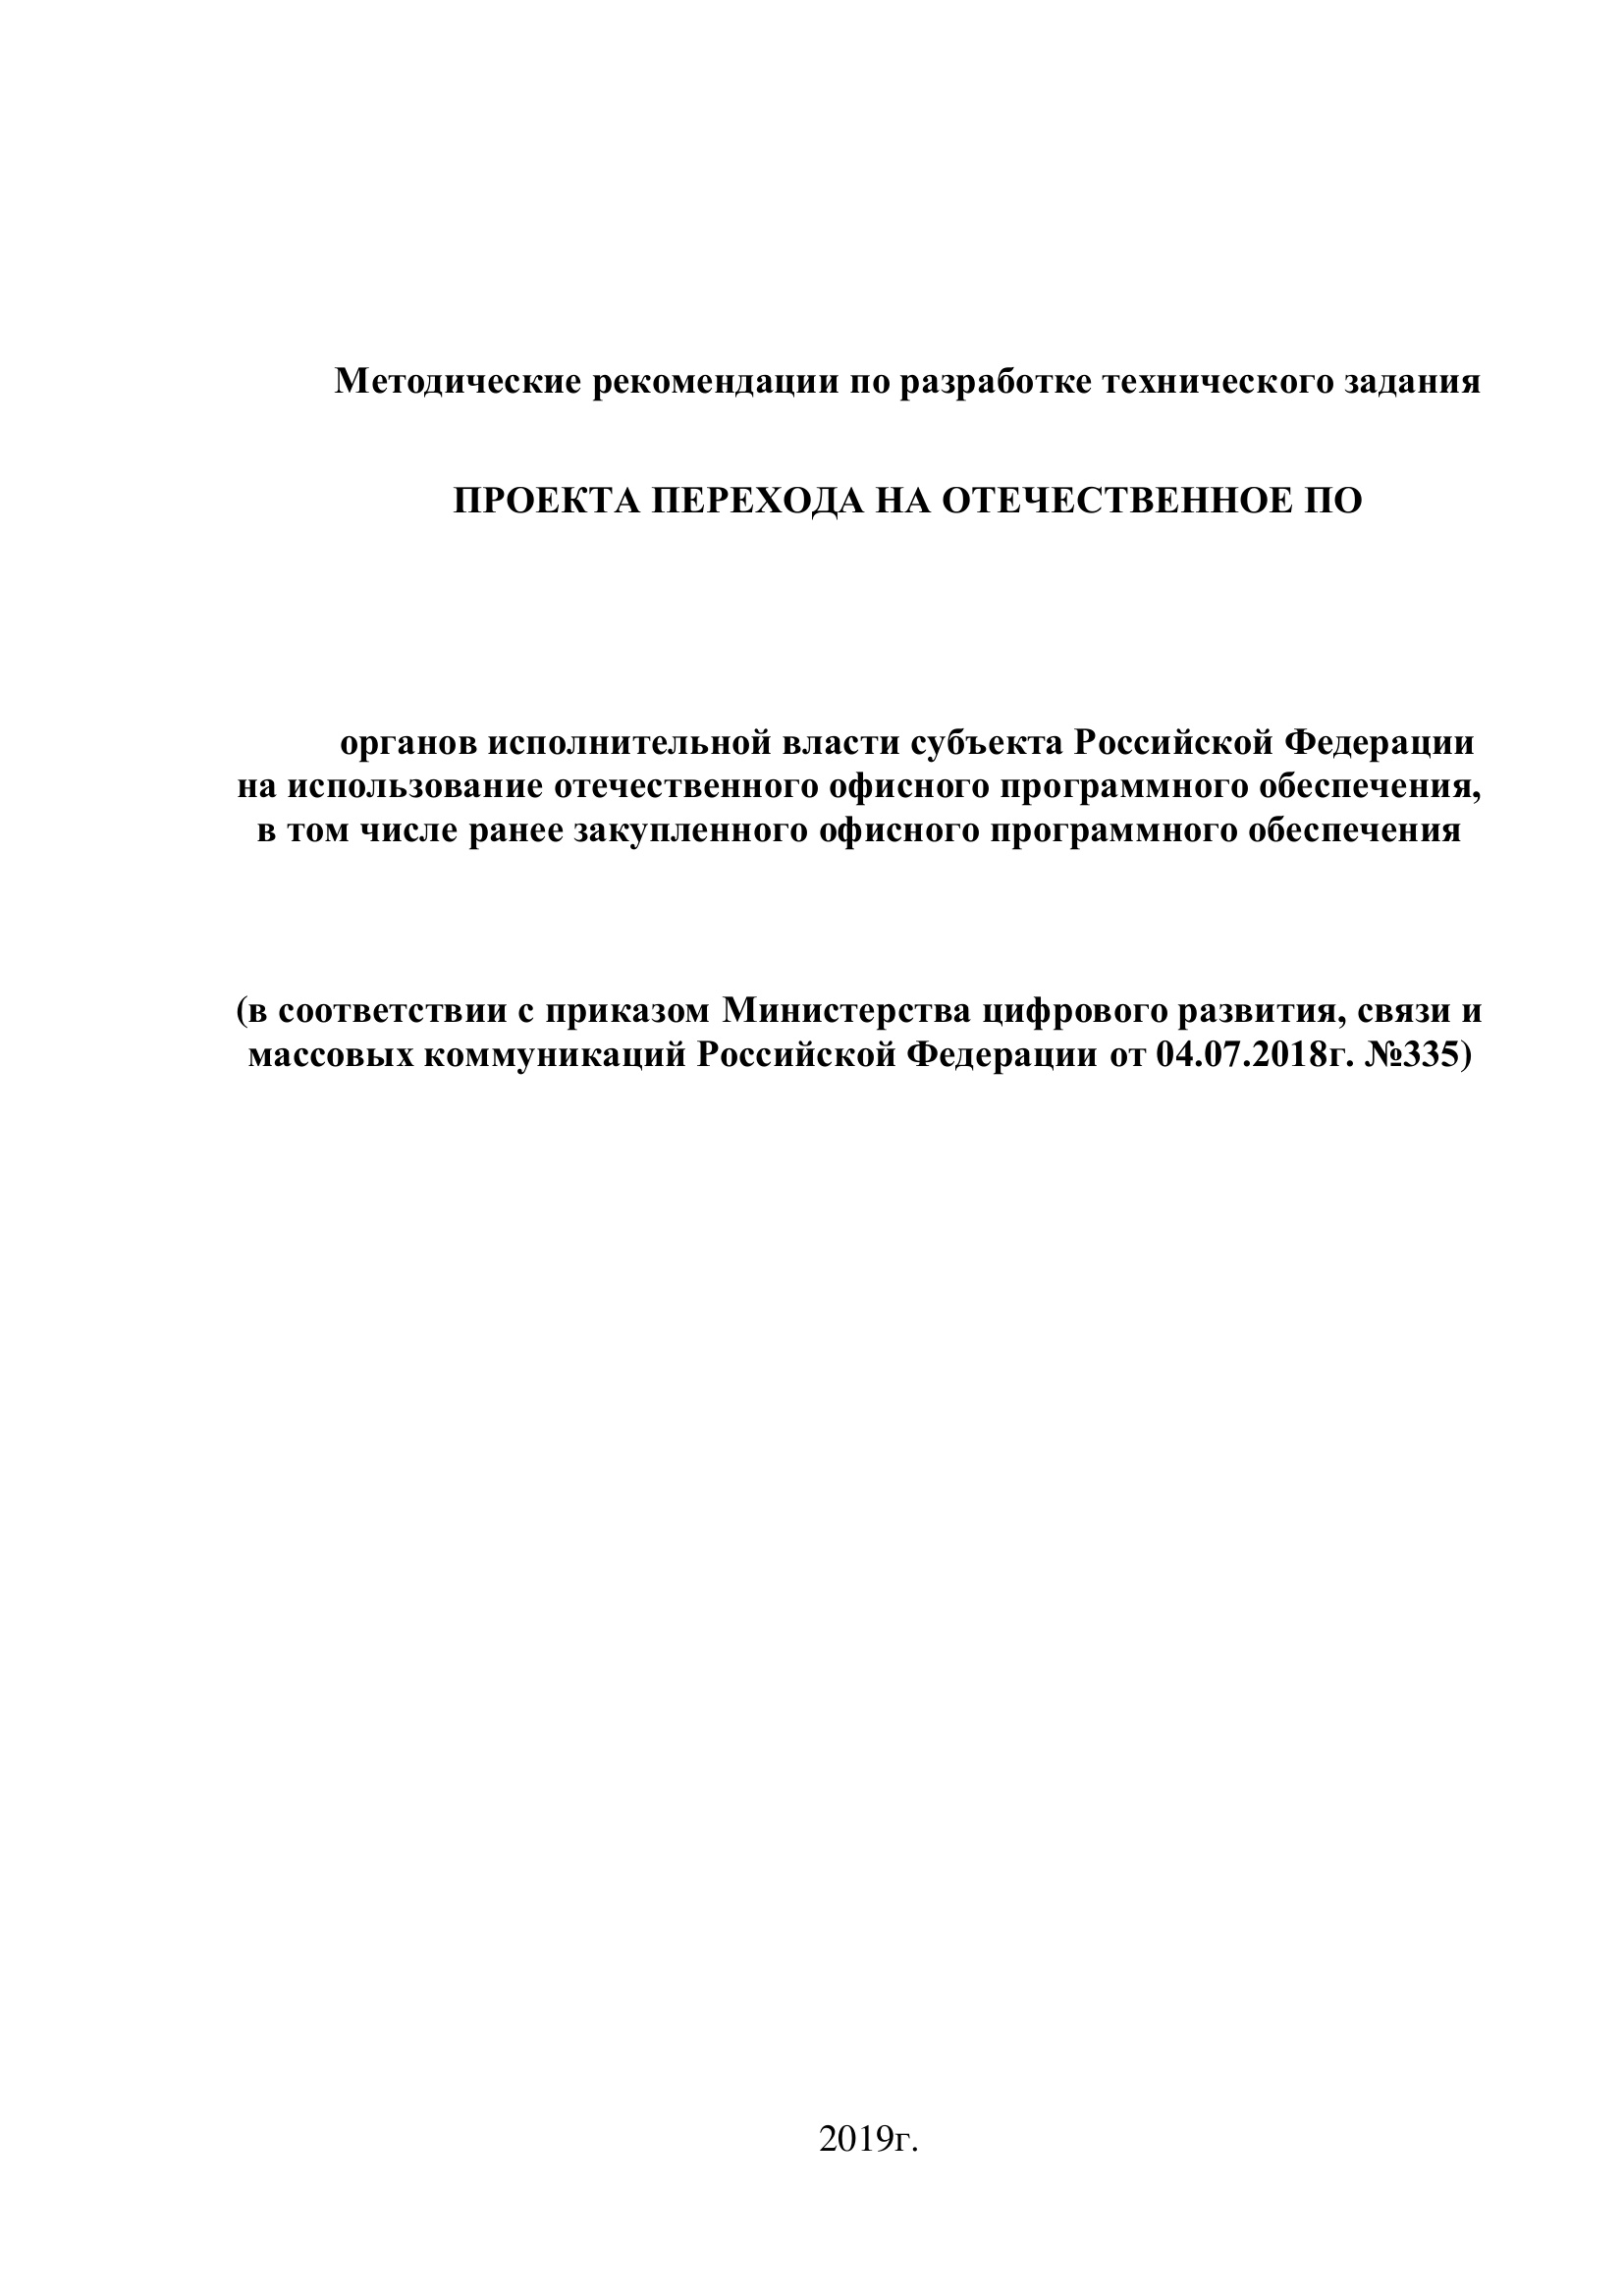 Методические рекомендации по разработке технического задания
ПРОЕКТА ПЕРЕХОДА НА ОТЕЧЕСТВЕННОЕ ПО
органов исполнительной власти субъекта Российской Федерации
на использование отечественного офисного программного обеспечения,
в том числе ранее закупленного офисного программного обеспечения
(в соответствии с приказом Министерства цифрового развития, связи и
массовых коммуникаций Российской Федерации от 04.07.2018г. №335)
2019г.